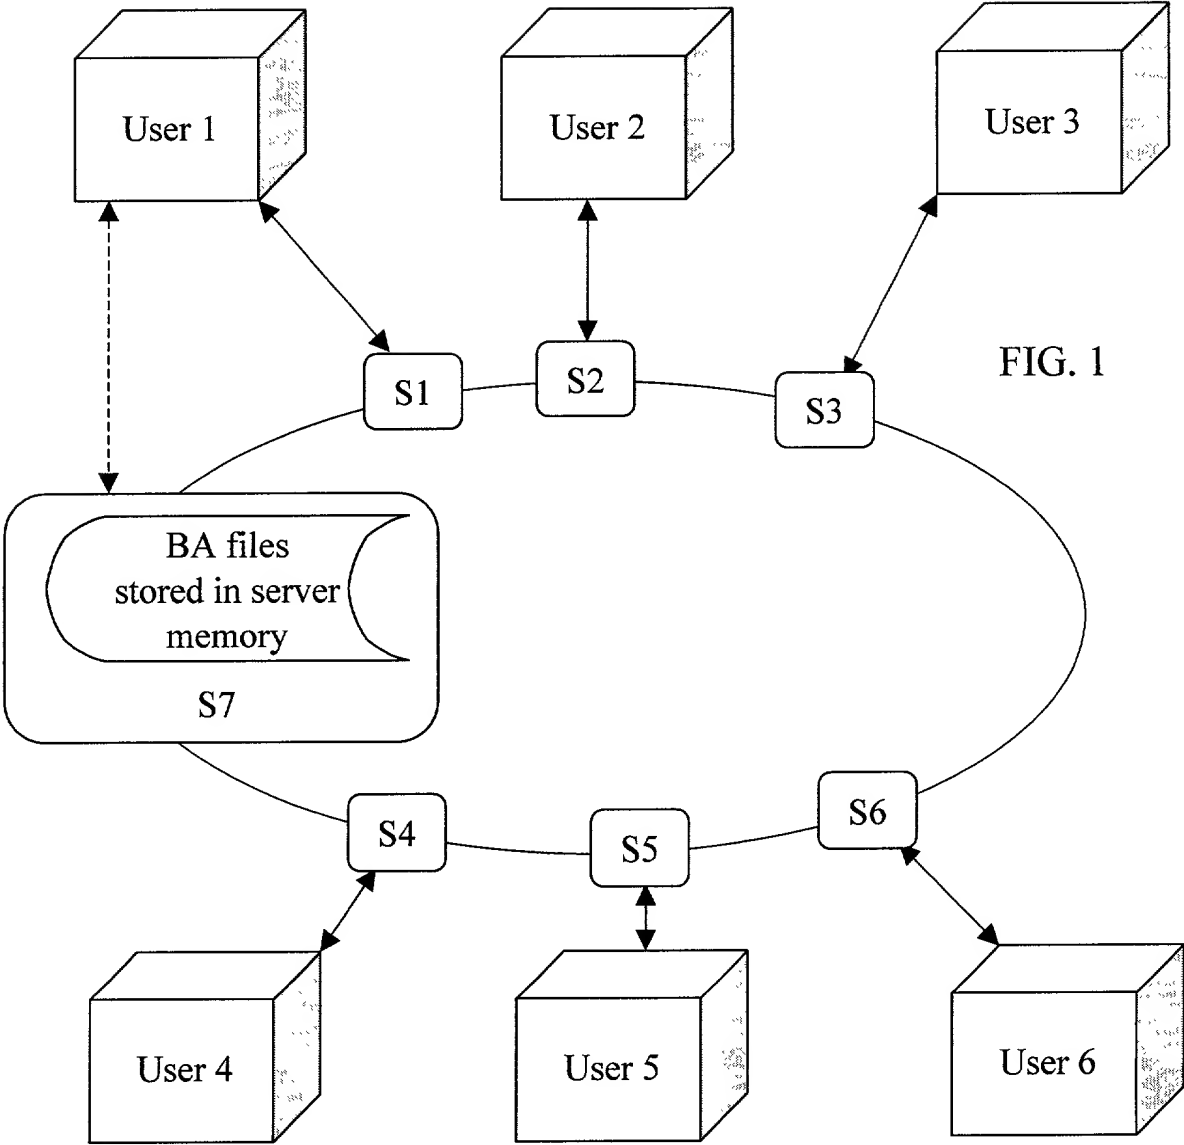 User 1
User 2
User 3
FIG. 1
S1
S2
S3
BA files
stored in server
memory
S7
S4
S5
S6
User 4
User 5
User 6